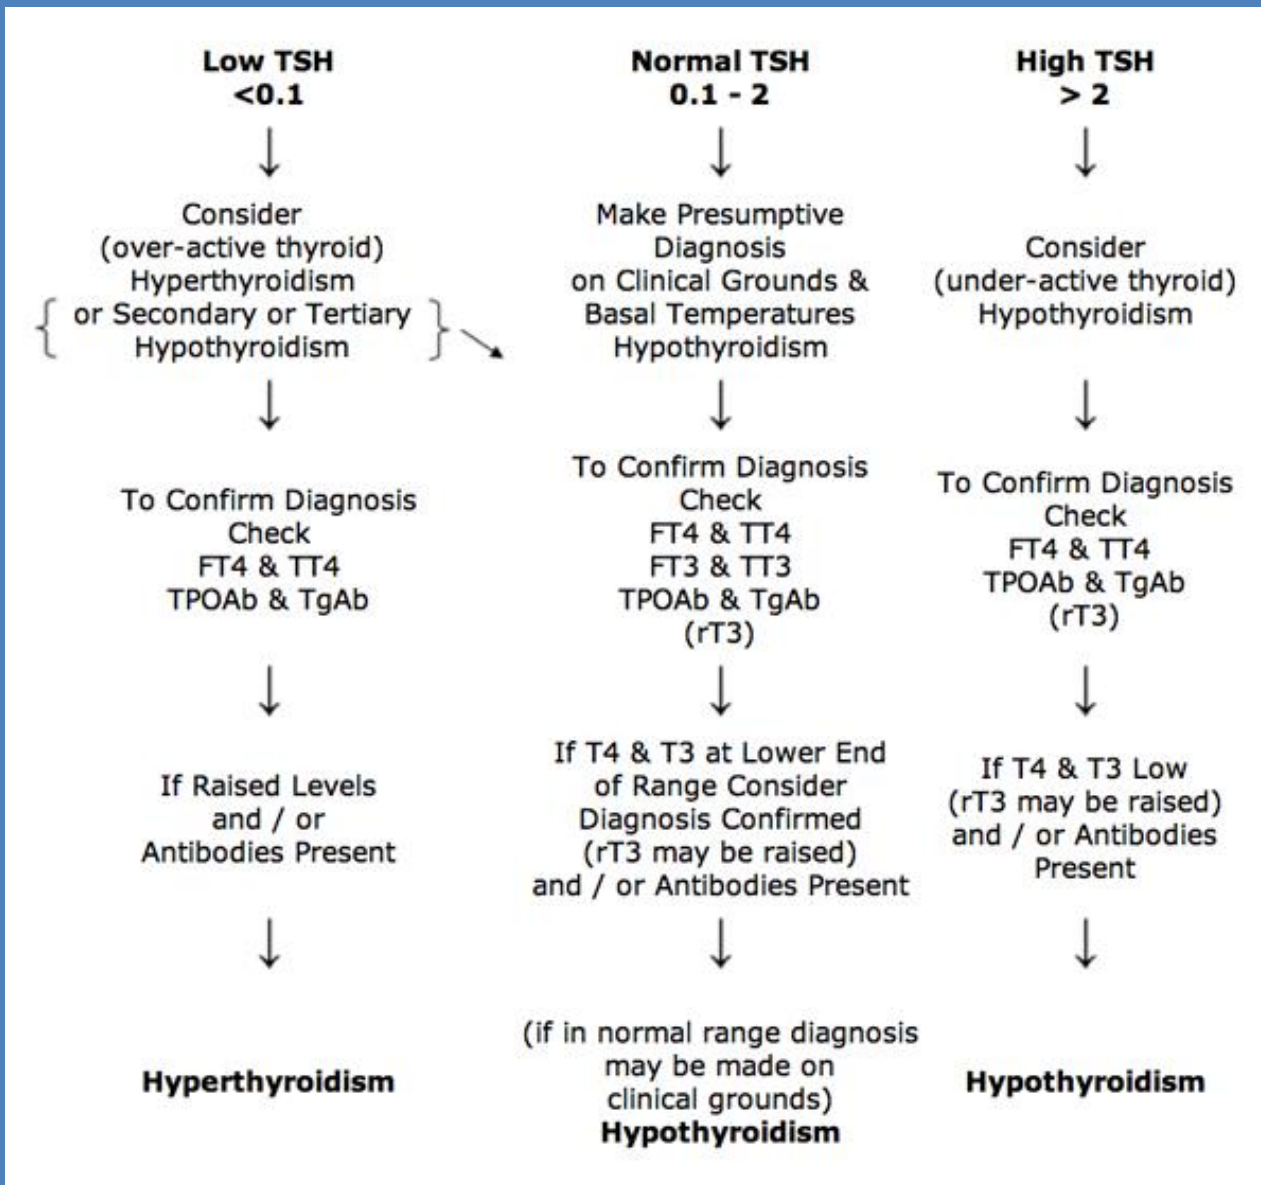 Low TSH
<0.1
Consider
(over-active thyroid)
Hyperthyroidism
{ or Secondary or Tertiary }
Hypothyroidism
To Confirm Diagnosis
Check
FT4 & TT4
TPOAb & TgAb
If Raised Levels
and / or
Antibodies Present
Hyperthyroidism
Normal TSH
0.1 - 2
Make Presumptive
Diagnosis
on Clinical Grounds &
Basal Temperatures
Hypothyroidism
To Confirm Diagnosis
Check
FT4 & TT4
FT3 & TT3
TPOAb & TgAb
(rT3)
If T4 & T3 at Lower End
of Range Consider
Diagnosis Confirmed
(rT3 may be raised)
and / or Antibodies Present
(if in normal range diagnosis
may be made on
clinical grounds)
Hypothyroidism
High TSH
> 2
Consider
(under-active thyroid)
Hypothyroidism
To Confirm Diagnosis
Check
FT4 & TT4
TPOAb & TgAb
(rT3)
If T4 & T3 Low
(rT3 may be raised)
and / or Antibodies
Present
Hypothyroidism